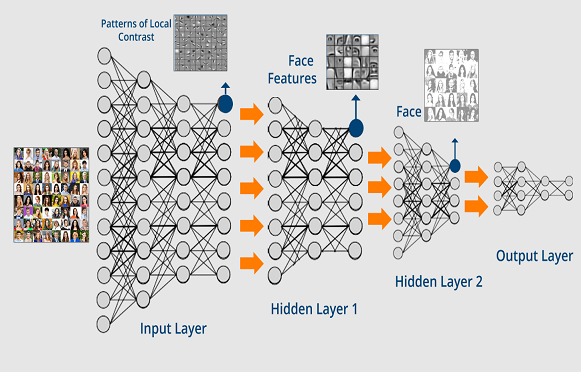 Patterns of Local
Contrast
Face
Features
Face
Input Layer
Hidden Layer 1
Hidden Layer 2
Output Layer